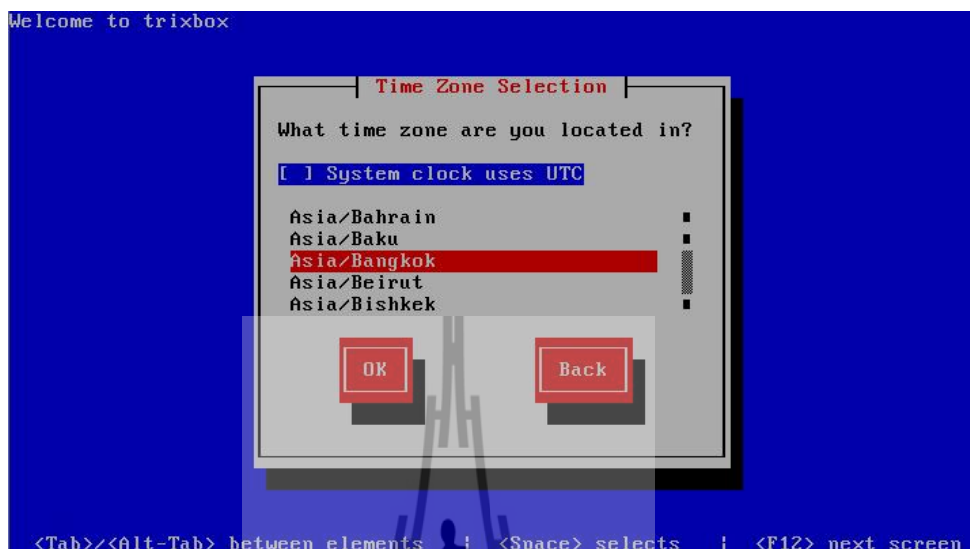 Welcome to trixbox
Time Zone Selection
What time zone are you located in?
[ ] System clock uses UTC
Asia/Bahrain
Asia/Baku
Asia/Bangkok
Asia/Beirut
Asia/Bishkek
OK
Back
<Tab>/<Alt-Tab> between elements ¦ <Space> selects ¦ <F12> next screen